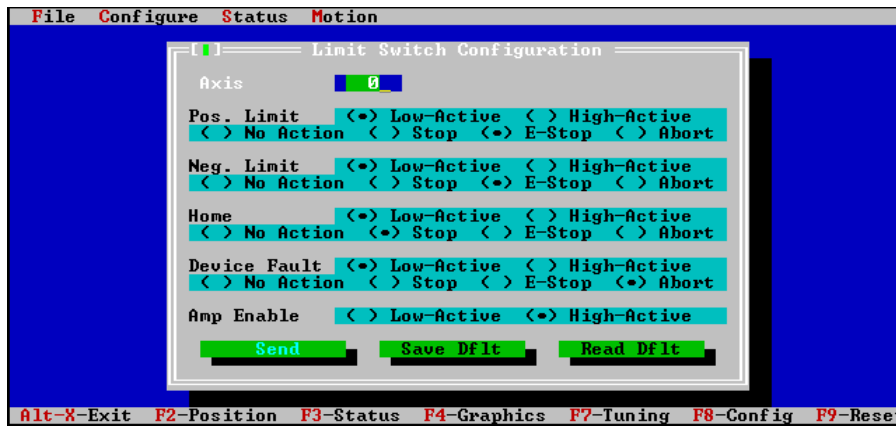 File Configure Status Motion
[▮] Limit Switch Configuration
Axis 0
Pos. Limit (•) Low-Active ( ) High-Active
( ) No Action ( ) Stop (•) E-Stop ( ) Abort
Neg. Limit (•) Low-Active ( ) High-Active
( ) No Action ( ) Stop (•) E-Stop ( ) Abort
Home (•) Low-Active ( ) High-Active
( ) No Action (•) Stop ( ) E-Stop ( ) Abort
Device Fault (•) Low-Active ( ) High-Active
( ) No Action ( ) Stop ( ) E-Stop (•) Abort
Amp Enable ( ) Low-Active (•) High-Active
Send Save Dflt Read Dflt
Alt-X-Exit F2-Position F3-Status F4-Graphics F7-Tuning F8-Config F9-Rese